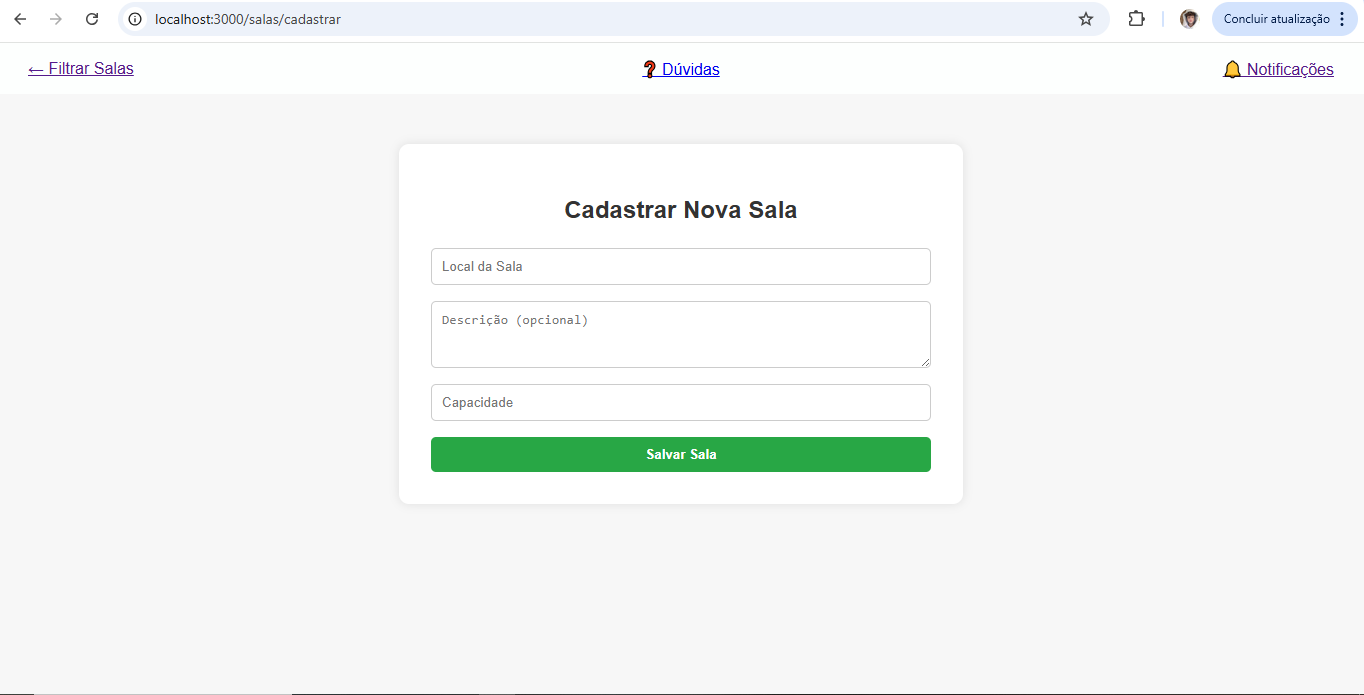 localhost:3000/salas/cadastrar
Concluir atualização
← Filtrar Salas
❓ Dúvidas
🔔 Notificações
Cadastrar Nova Sala
Local da Sala
Descrição (opcional)
Capacidade
Salvar Sala